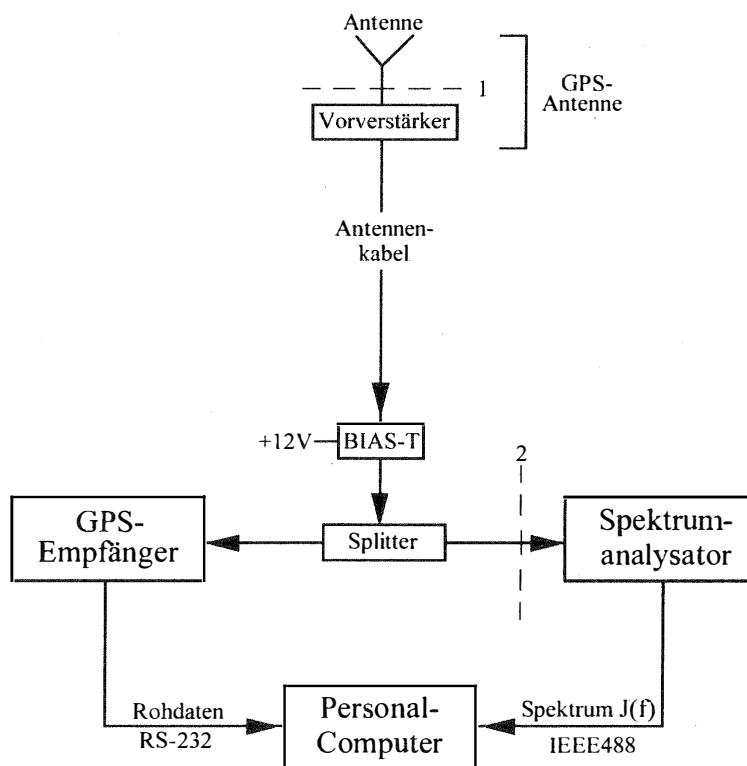 Antenne
1
GPS-
Antenne
Vorverstärker
Antennen-
kabel
+12V
BIAS-T
2
GPS-
Empfänger
Splitter
Spektrum-
analysator
Rohdaten
RS-232
Personal-
Computer
Spektrum J(f)
IEEE488